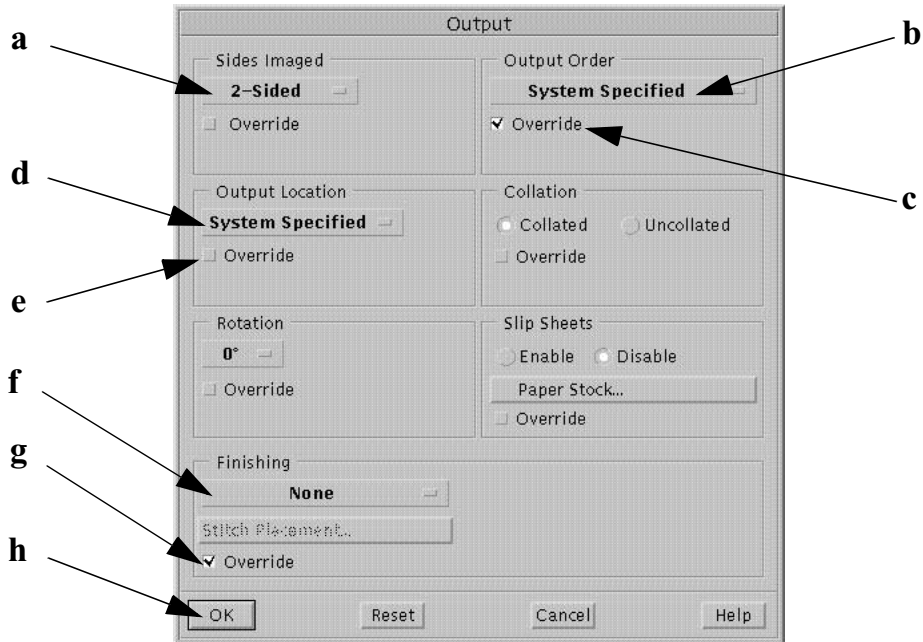 Output
a
b
Sides Imaged
Output Order
2-Sided
System Specified
Override
Override
c
d
Output Location
Collation
System Specified
Collated
Uncollated
Override
Override
e
Rotation
Slip Sheets
0°
Enable
Disable
Paper Stock...
Override
Override
f
g
Finishing
None
Stitch Placement..
Override
h
OK
Reset
Cancel
Help